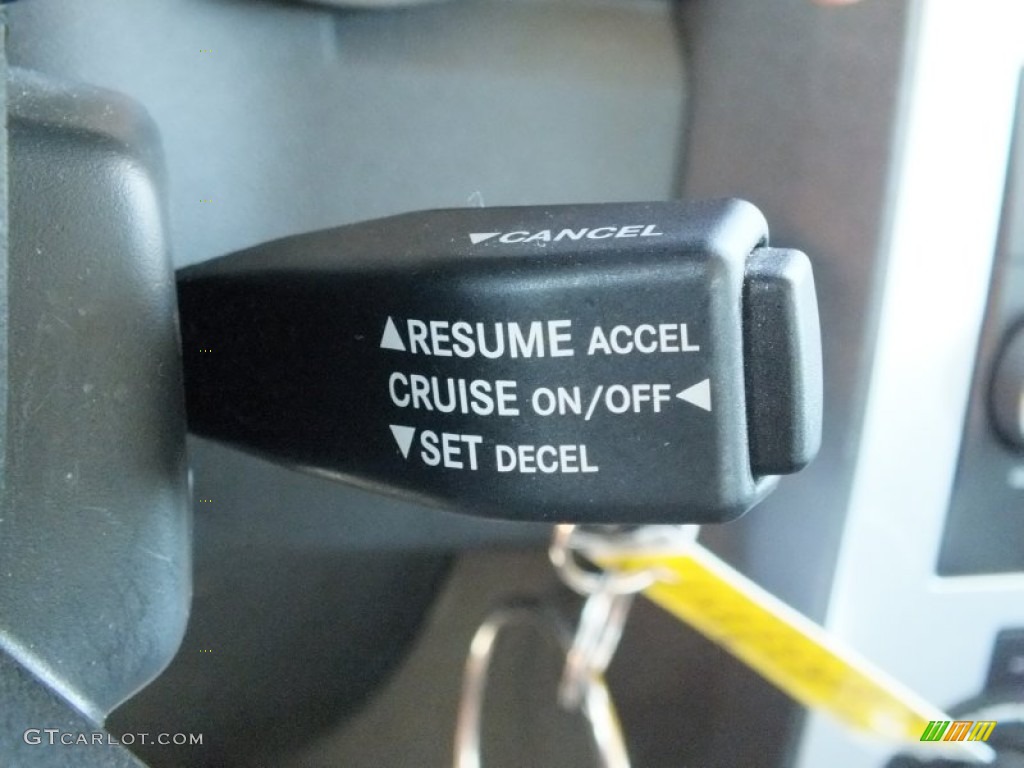 ▼CANCEL
▲RESUME ACCEL
CRUISE ON/OFF◀
▼SET DECEL
GTCARLOT.COM